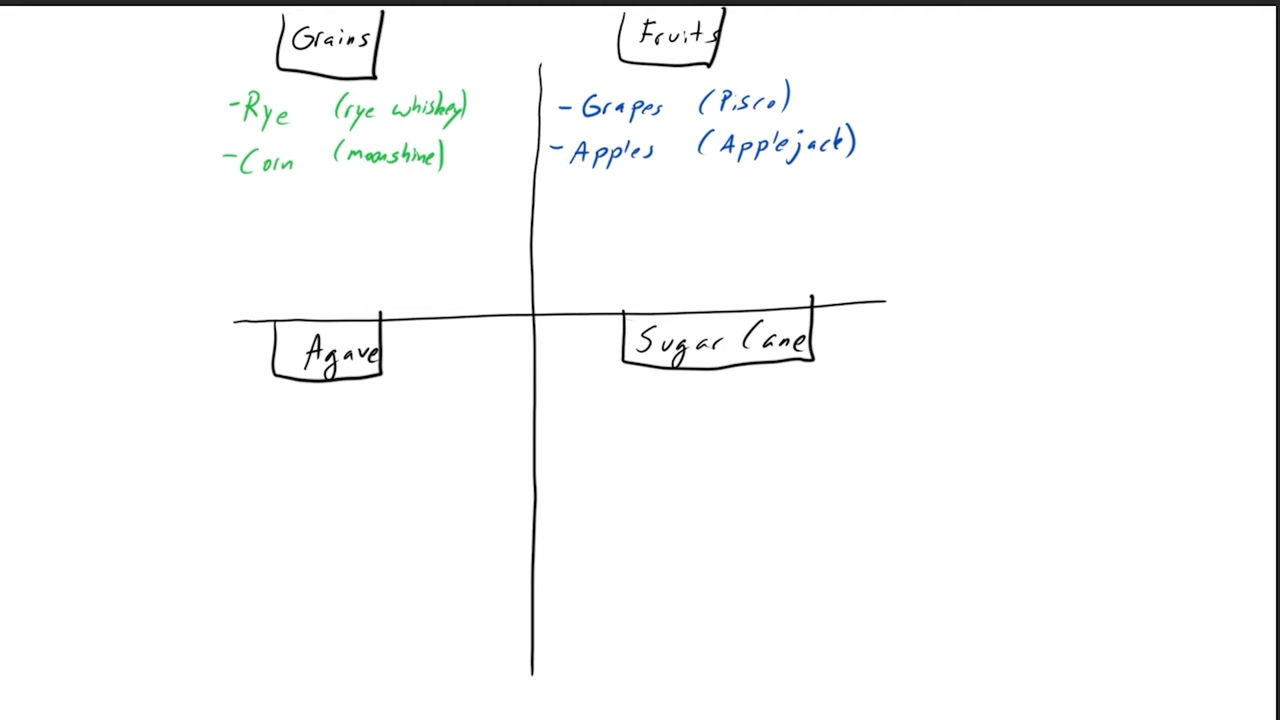 Grains
- Rye (rye whiskey)
- Corn (moonshine)
Fruits
- Grapes (Pisco)
- Apples (Applejack)
Agave
Sugar Cane